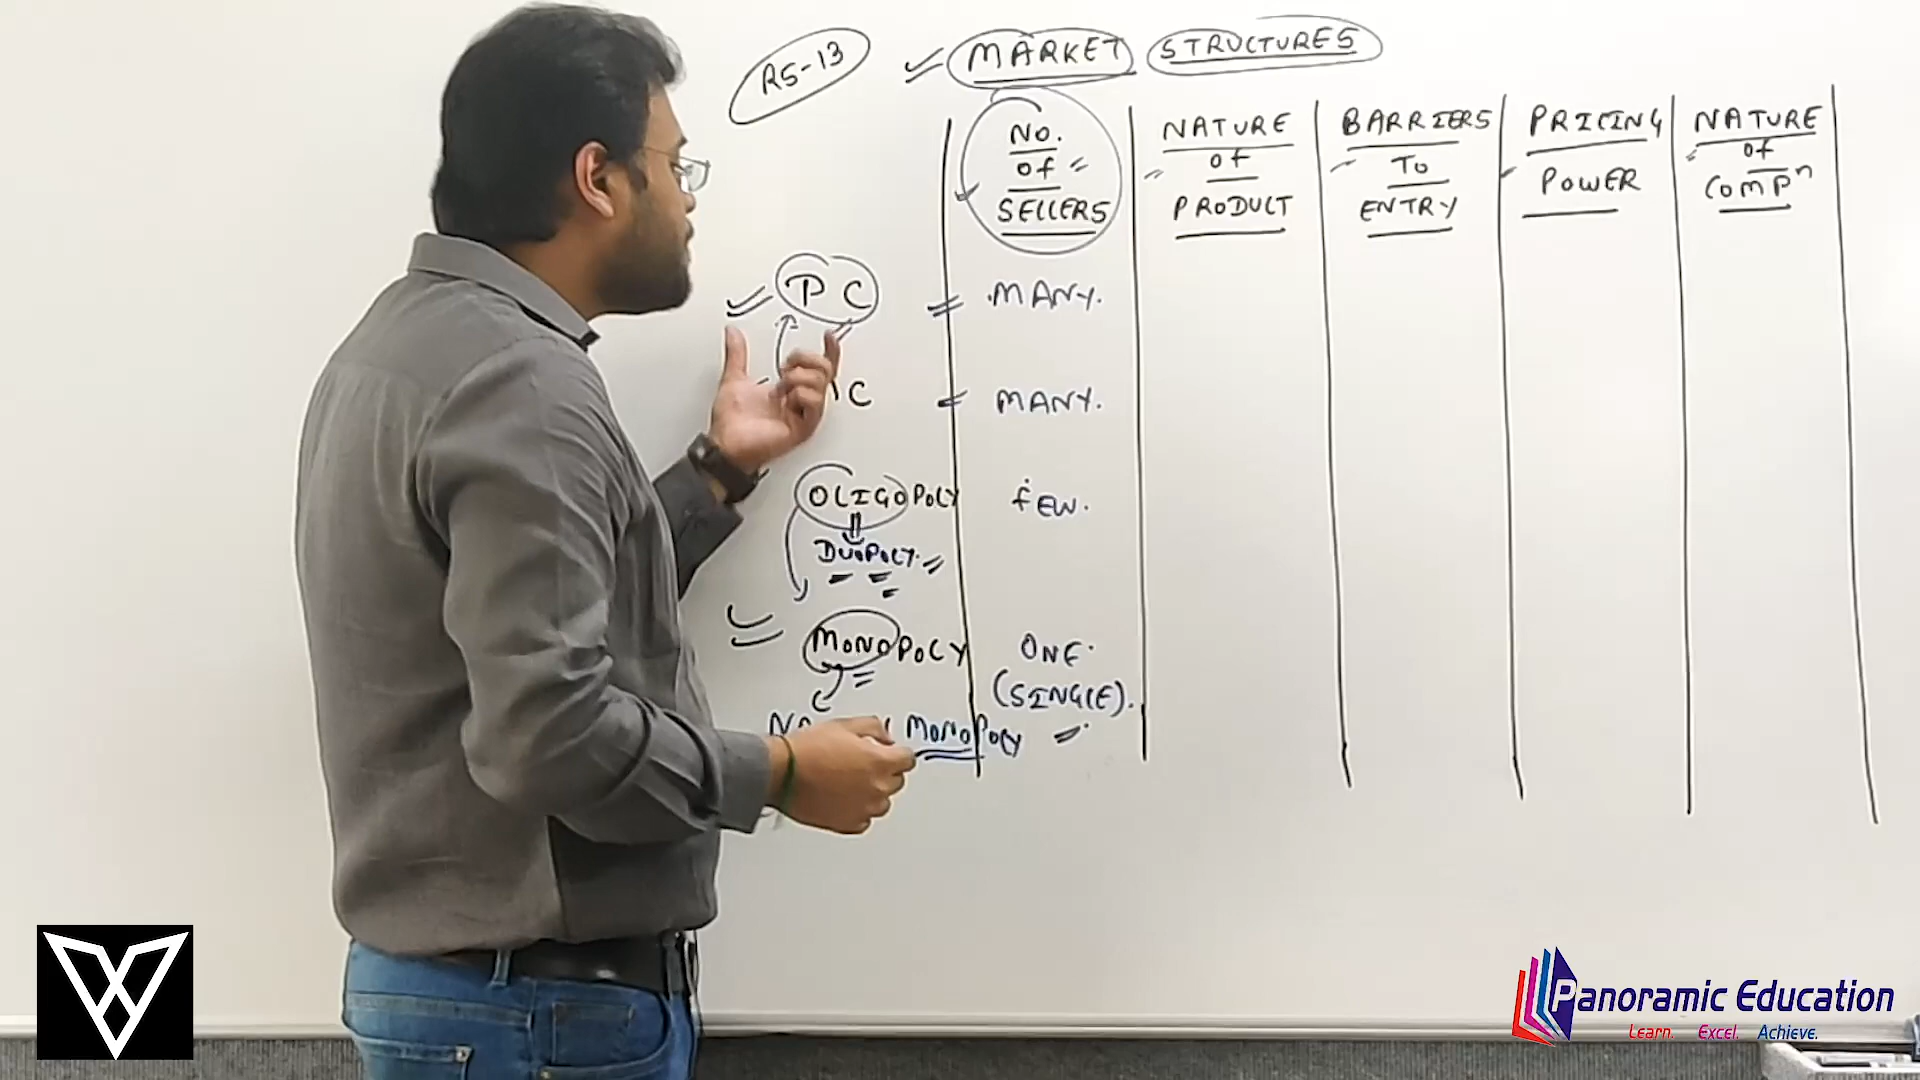 R5-13
MARKET STRUCTURES
NO.
of
SELLERS
NATURE
of
PRODUCT
BARRIERS
TO
ENTRY
PRICING
POWER
NATURE
of
COMPn
PC MANY.
C MANY.
OLIGOPOLY fEW.
DUOPOLY.
MONOPOLY ONE.
(SINGLE).
MONOPOLY
Panoramic Education
Learn. Excel. Achieve.